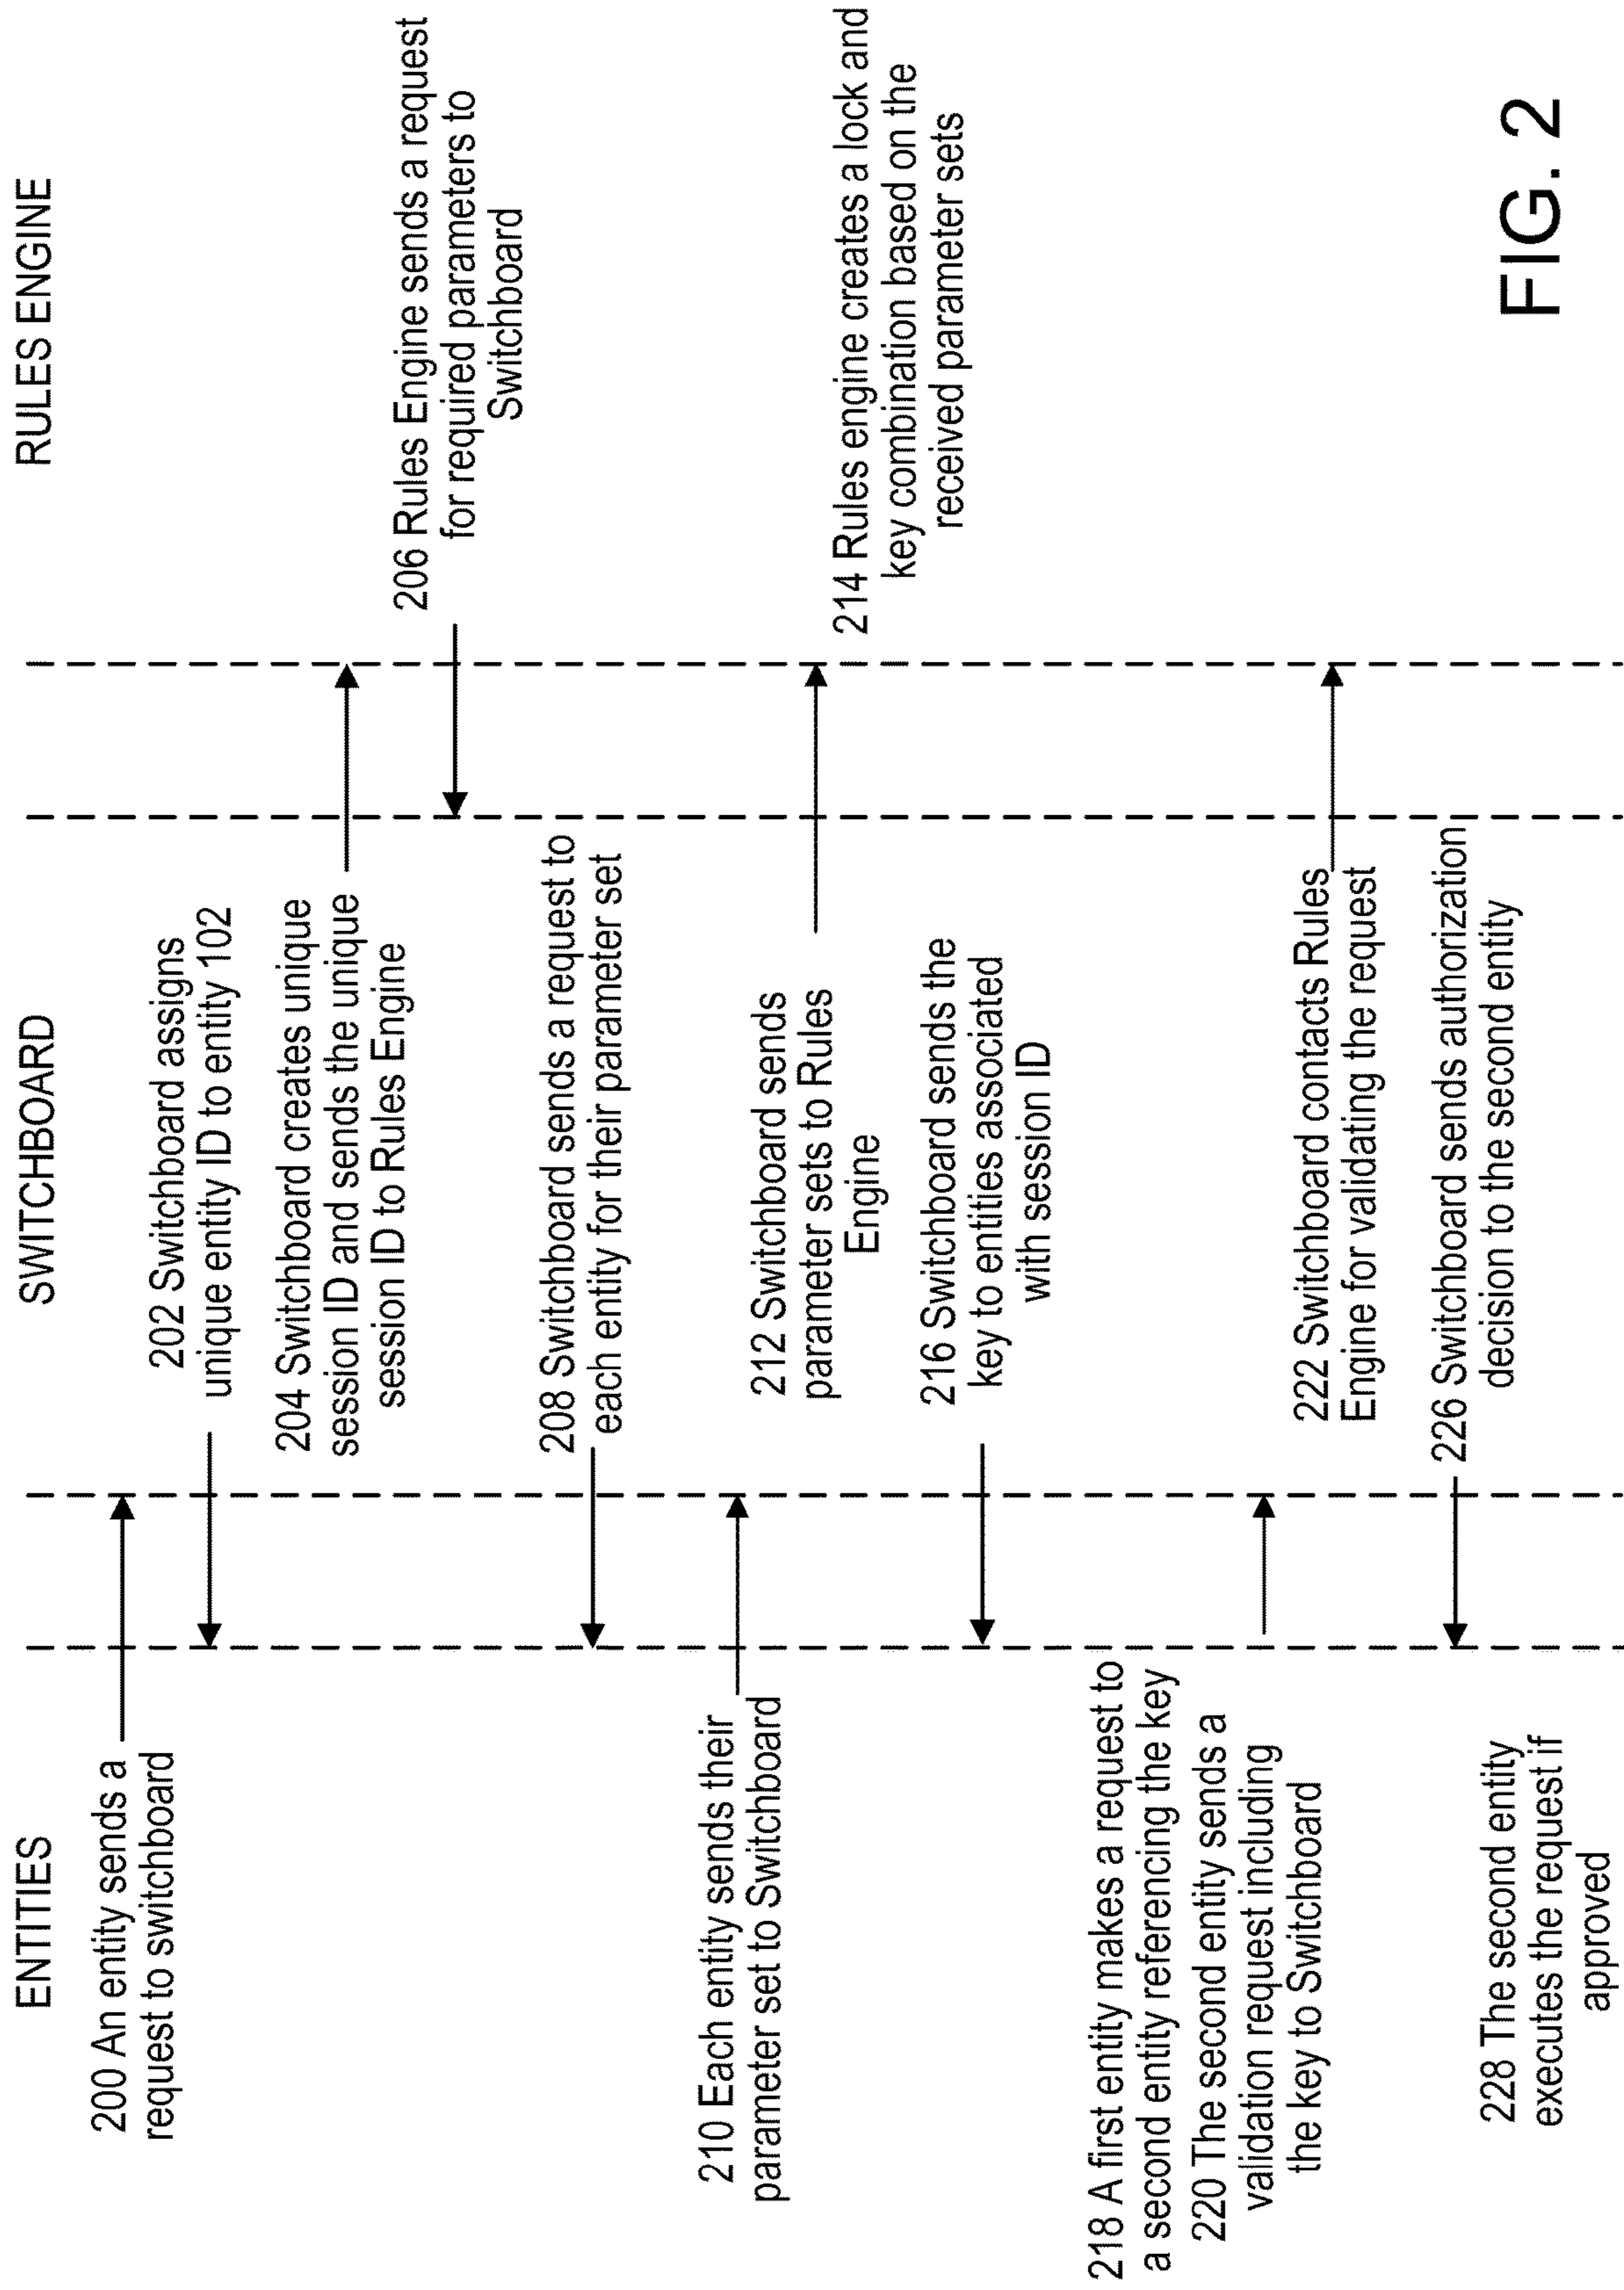 ENTITIES
SWITCHBOARD
RULES ENGINE
200 An entity sends a
request to switchboard
202 Switchboard assigns
unique entity ID to entity 102
204 Switchboard creates unique
session ID and sends the unique
session ID to Rules Engine
206 Rules Engine sends a request
for required parameters to
Switchboard
208 Switchboard sends a request to
each entity for their parameter set
210 Each entity sends their
parameter set to Switchboard
212 Switchboard sends
parameter sets to Rules
Engine
214 Rules engine creates a lock and
key combination based on the
received parameter sets
216 Switchboard sends the
key to entities associated
with session ID
218 A first entity makes a request to
a second entity referencing the key
220 The second entity sends a
validation request including
the key to Switchboard
222 Switchboard contacts Rules
Engine for validating the request
226 Switchboard sends authorization
decision to the second entity
228 The second entity
executes the request if
approved
FIG. 2